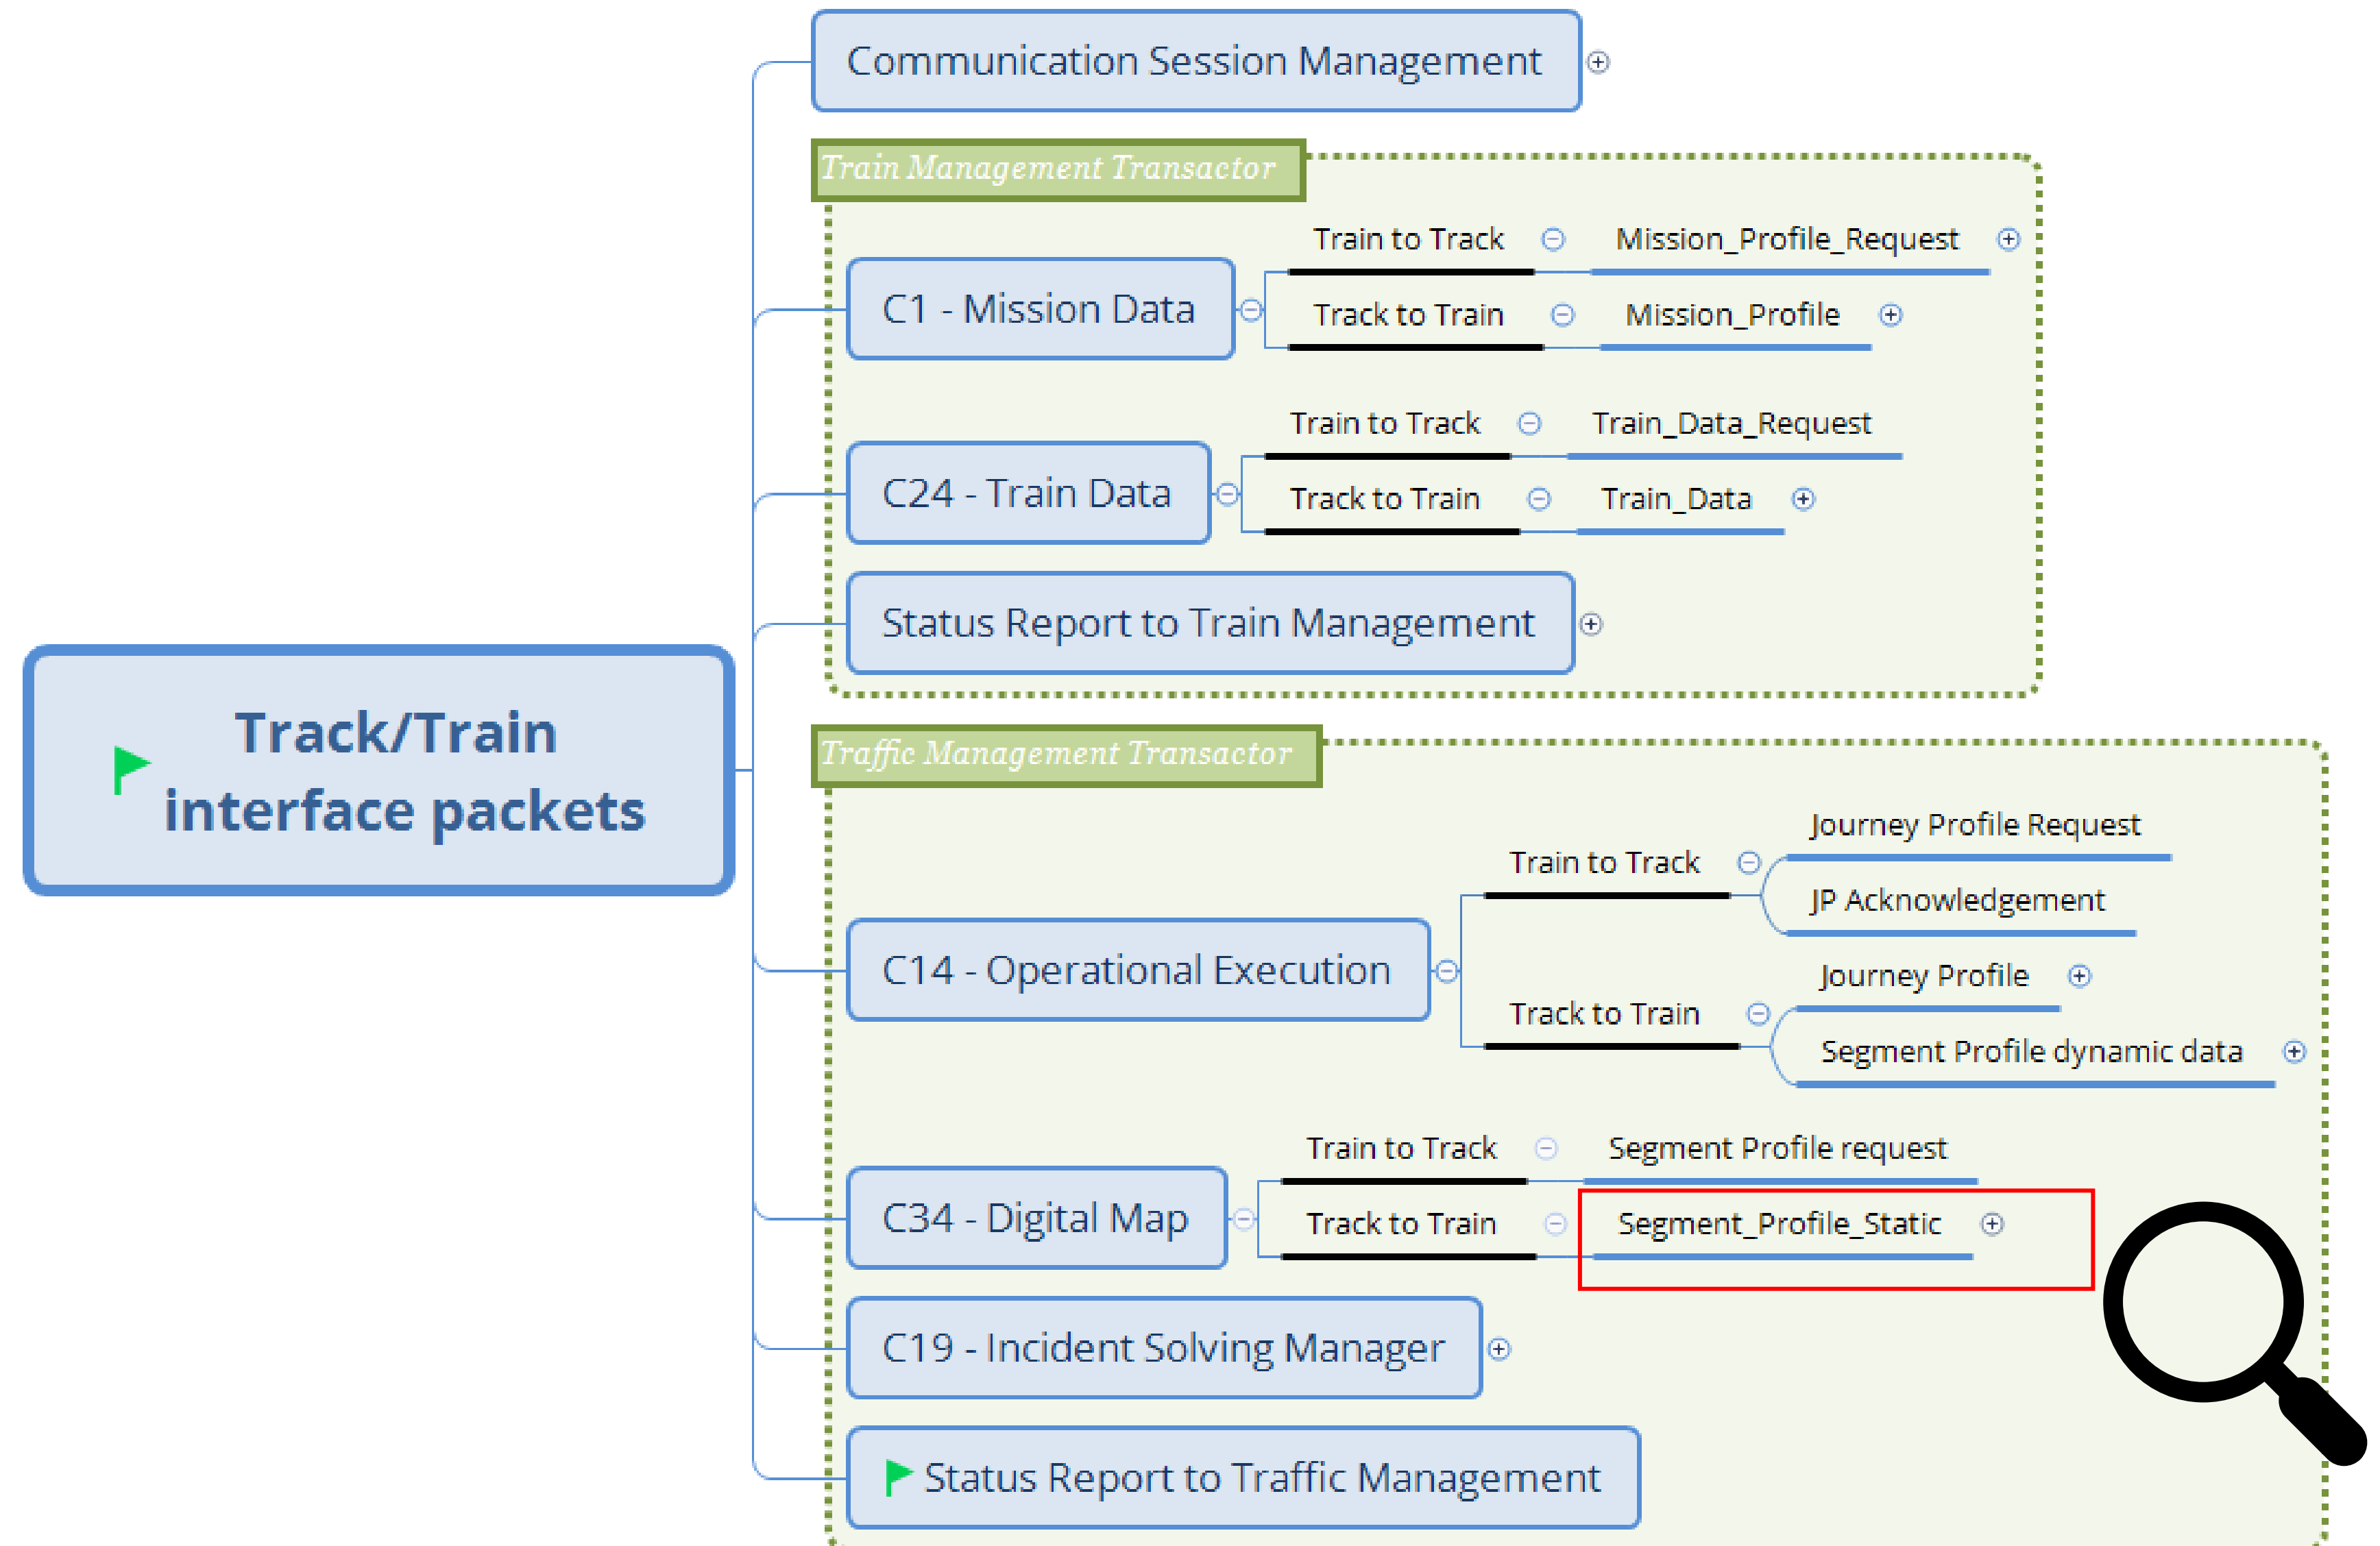 Communication Session Management
Train Management Transactor
Train to Track
Mission_Profile_Request
C1 - Mission Data
Track to Train
Mission_Profile
Train to Track
Train_Data_Request
C24 - Train Data
Track to Train
Train_Data
Status Report to Train Management
Track/Train
interface packets
Traffic Management Transactor
Journey Profile Request
Train to Track
JP Acknowledgement
C14 - Operational Execution
Journey Profile
Track to Train
Segment Profile dynamic data
Train to Track
Segment Profile request
C34 - Digital Map
Track to Train
Segment_Profile_Static
C19 - Incident Solving Manager
Status Report to Traffic Management